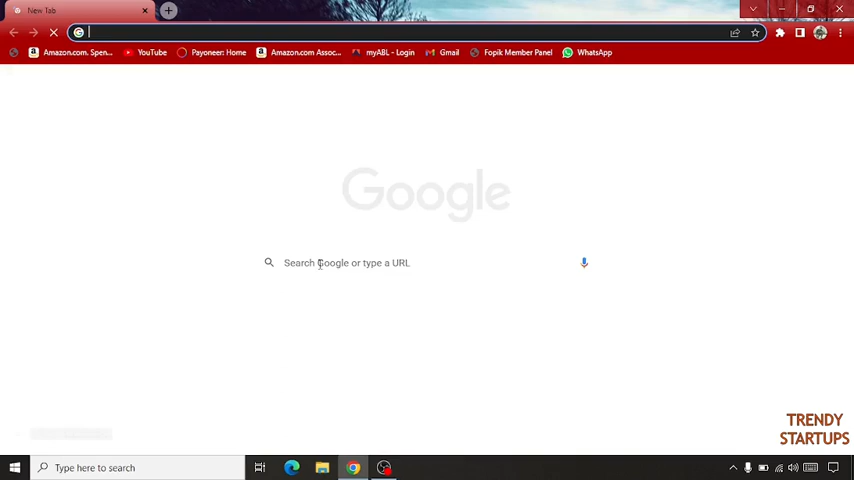 New Tab
Amazon.com. Spen...
YouTube
Payoneer: Home
Amazon.com Assoc...
myABL - Login
Gmail
Fopik Member Panel
WhatsApp
Google
Search Google or type a URL
TRENDY
STARTUPS
Type here to search